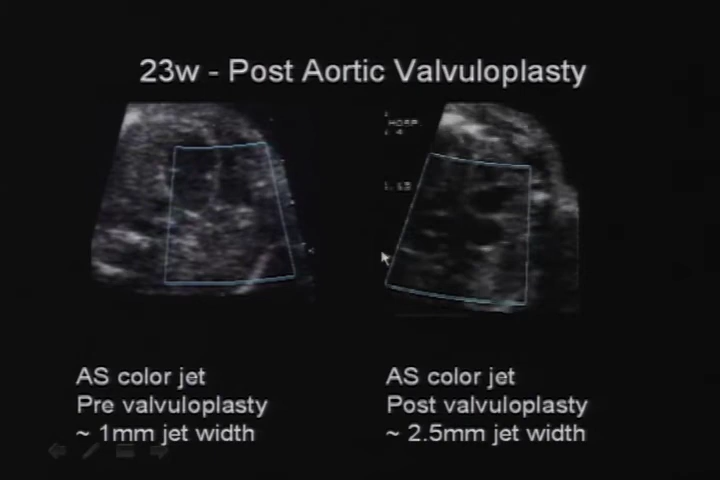 23w - Post Aortic Valvuloplasty
AS color jet
Pre valvuloplasty
~ 1mm jet width
AS color jet
Post valvuloplasty
~ 2.5mm jet width